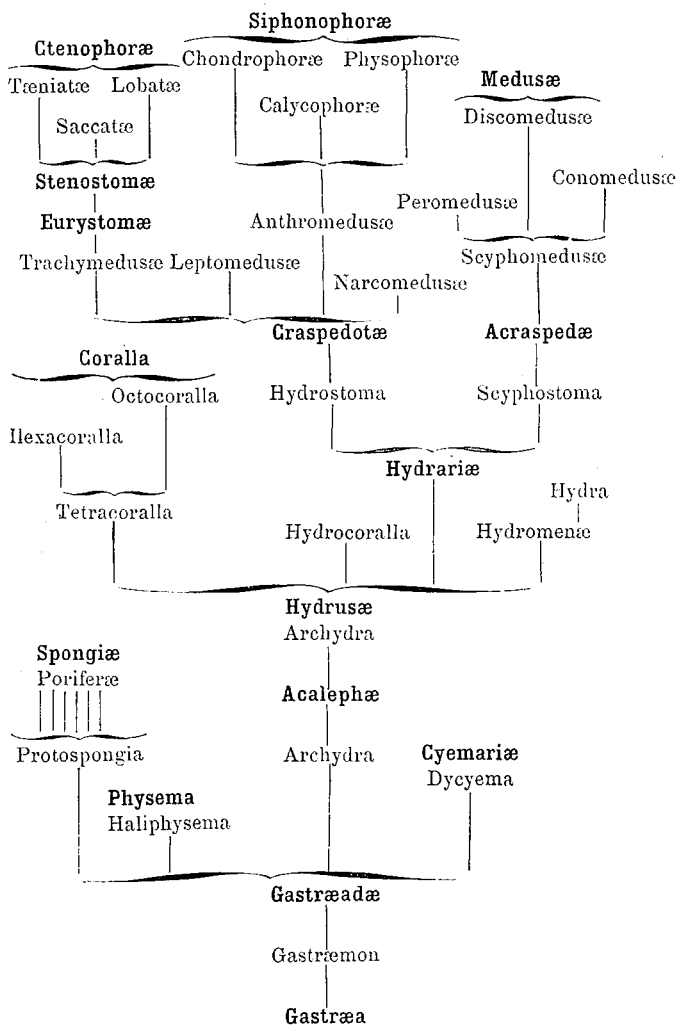 Siphonophoræ
Ctenophoræ
Chondrophoræ Physophoræ
Tæniatæ Lobatæ
Medusæ
Calycophoræ
Discomedusæ
Saccatæ
Stenostomæ
Conomedusæ
Peromedusæ
Eurystomæ
Anthromedusæ
Trachymedusæ Leptomedusæ
Scyphomedusæ
Narcomedusæ
Craspedotæ
Acraspedæ
Coralla
Octocoralla
Hydrostoma
Scyphostoma
Ilexacoralla
Hydrariæ
Hydra
Tetracoralla
Hydrocoralla
Hydromenæ
Hydrusæ
Archydra
Spongiæ
Poriferæ
Acalephæ
Protospongia
Archydra
Cyemariæ
Dycyema
Physema
Haliphysema
Gastræadæ
Gastræmon
Gastræa